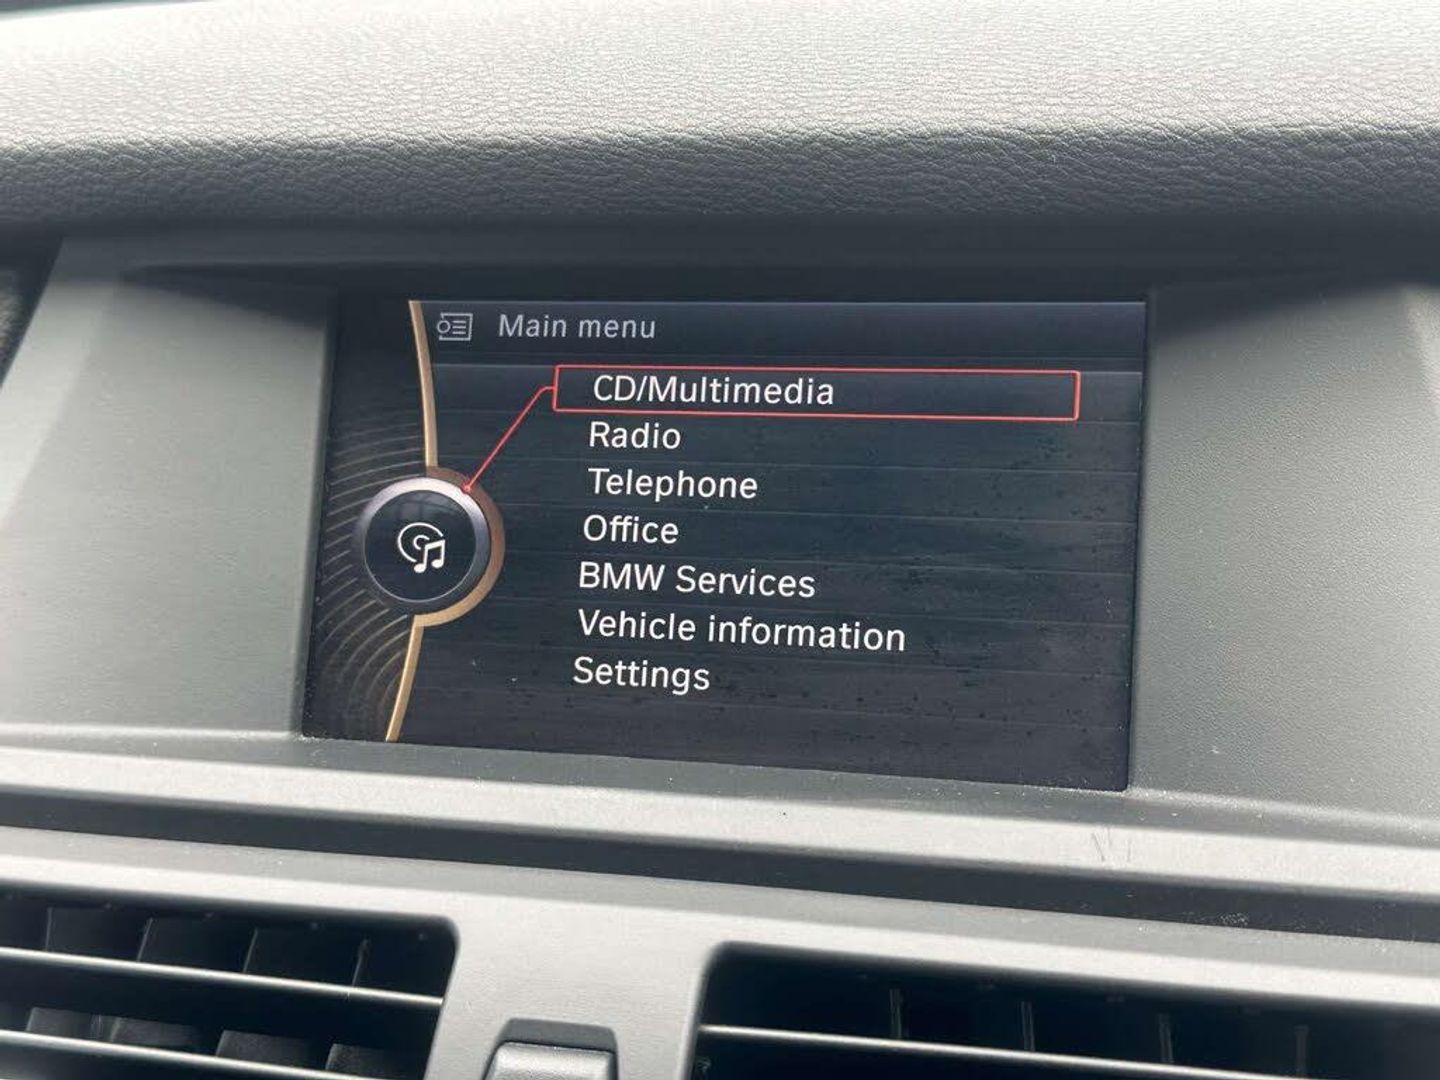 Main menu
CD/Multimedia
Radio
Telephone
Office
BMW Services
Vehicle information
Settings